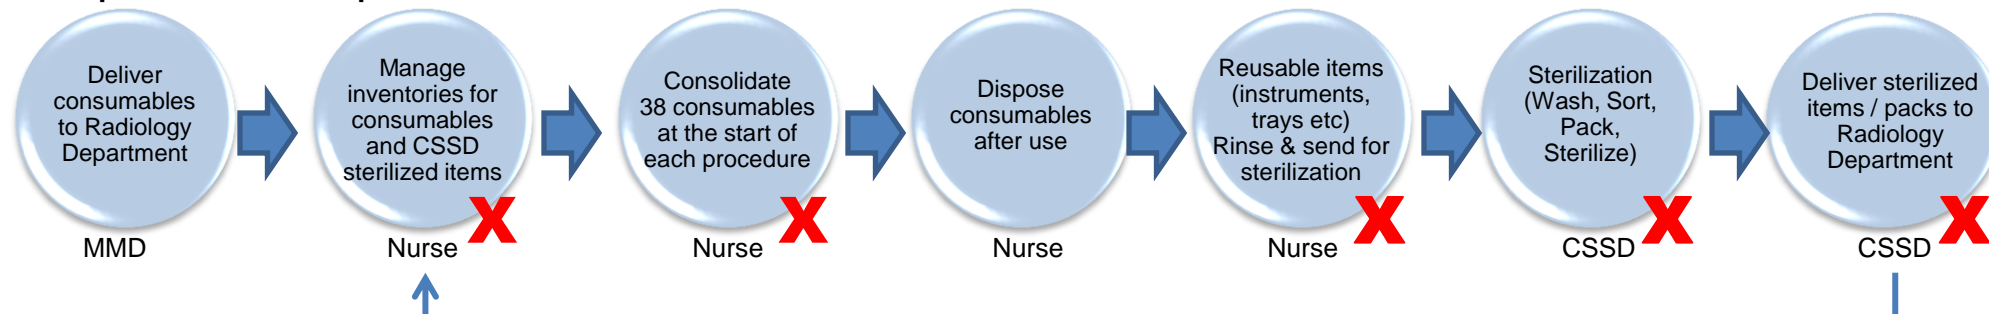 Deliver
consumables
to Radiology
Department
MMD
Manage
inventories for
consumables
and CSSD
sterilized items
X
Nurse
Consolidate
38 consumables
at the start of
each procedure
X
Nurse
Dispose
consumables
after use
Nurse
Reusable items
(instruments,
trays etc)
Rinse & send for
sterilization
X
Nurse
Sterilization
(Wash, Sort,
Pack,
Sterilize)
X
CSSD
Deliver sterilized
items / packs to
Radiology
Department
X
CSSD